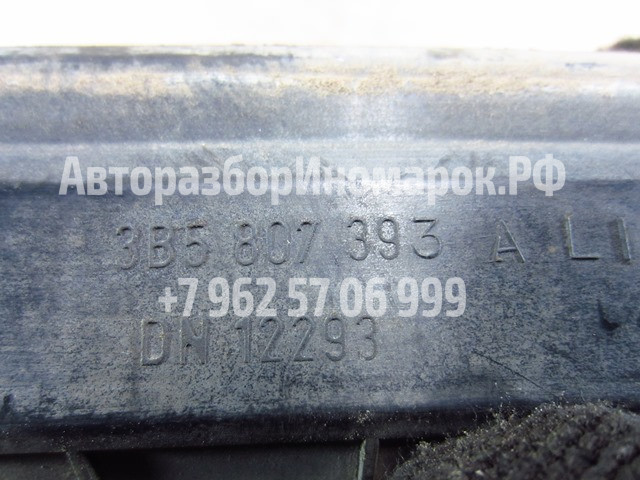 АвторазборИномарок.РФ
3B5 807 393 A LI
+7 962 57 06 999
DN 12293